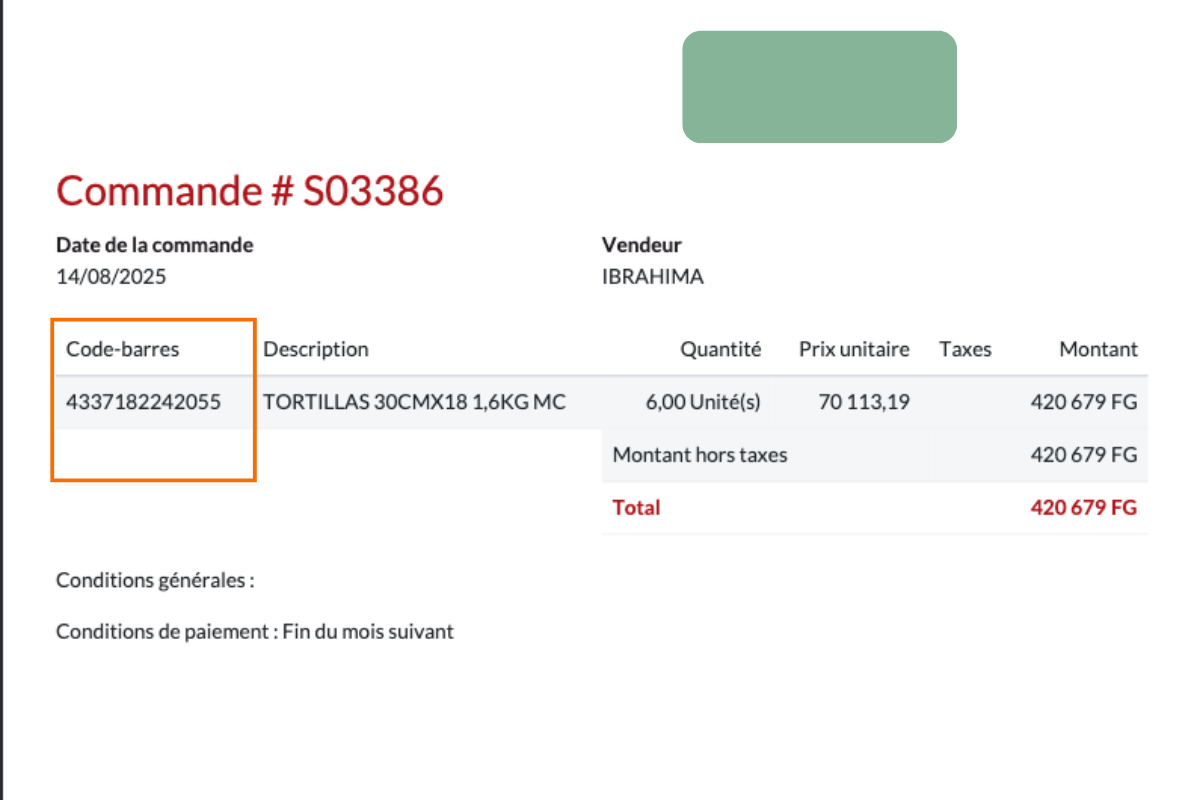 Commande # S03386
Date de la commande Vendeur
14/08/2025 IBRAHIMA
Code-barres Description Quantité Prix unitaire Taxes Montant
4337182242055 TORTILLAS 30CMX18 1,6KG MC 6,00 Unité(s) 70 113,19 420 679 FG
Montant hors taxes 420 679 FG
Total 420 679 FG
Conditions générales :
Conditions de paiement : Fin du mois suivant